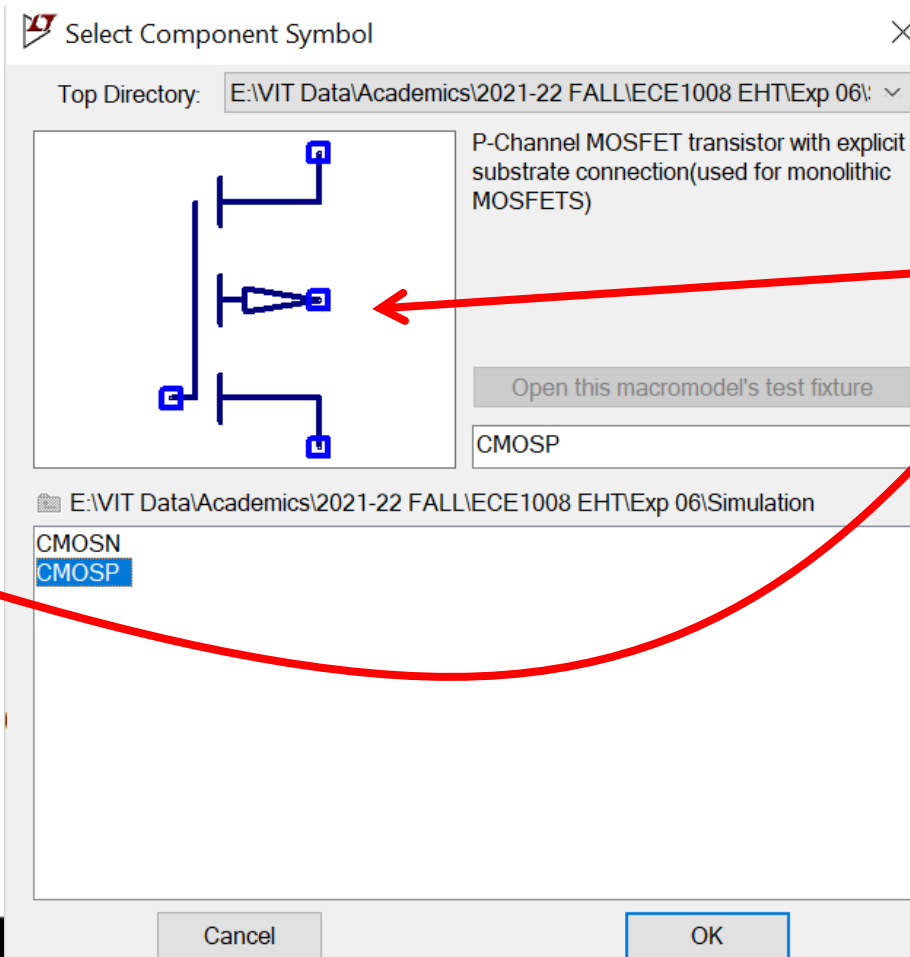 Select Component Symbol
Top Directory: E:\VIT Data\Academics\2021-22 FALL\ECE1008 EHT\Exp 06\
P-Channel MOSFET transistor with explicit
substrate connection(used for monolithic
MOSFETS)
Open this macromodel's test fixture
CMOSP
E:\VIT Data\Academics\2021-22 FALL\ECE1008 EHT\Exp 06\Simulation
CMOSN
CMOSP
Cancel OK